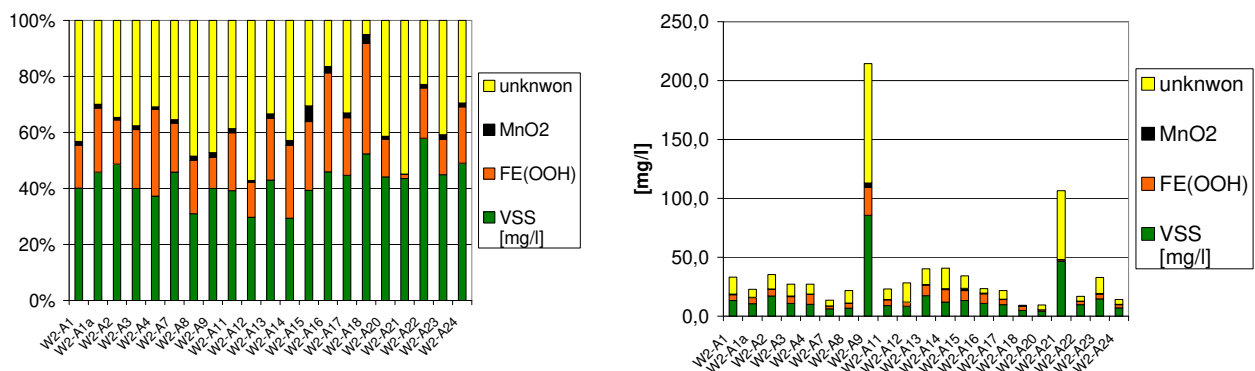 100%
80%
60%
40%
20%
0%
W2-A1
W2-A1a
W2-A2
W2-A3
W2-A4
W2-A7
W2-A8
W2-A9
W2-A11
W2-A12
W2-A13
W2-A14
W2-A15
W2-A16
W2-A17
W2-A18
W2-A20
W2-A21
W2-A22
W2-A23
W2-A24
unknwon
MnO2
FE(OOH)
VSS
[mg/l]
250,0
200,0
150,0
100,0
50,0
0,0
[mg/l]
W2-A1
W2-A1a
W2-A2
W2-A3
W2-A4
W2-A7
W2-A8
W2-A9
W2-A11
W2-A12
W2-A13
W2-A14
W2-A15
W2-A16
W2-A17
W2-A18
W2-A20
W2-A21
W2-A22
W2-A23
W2-A24
unknwon
MnO2
FE(OOH)
VSS
[mg/l]